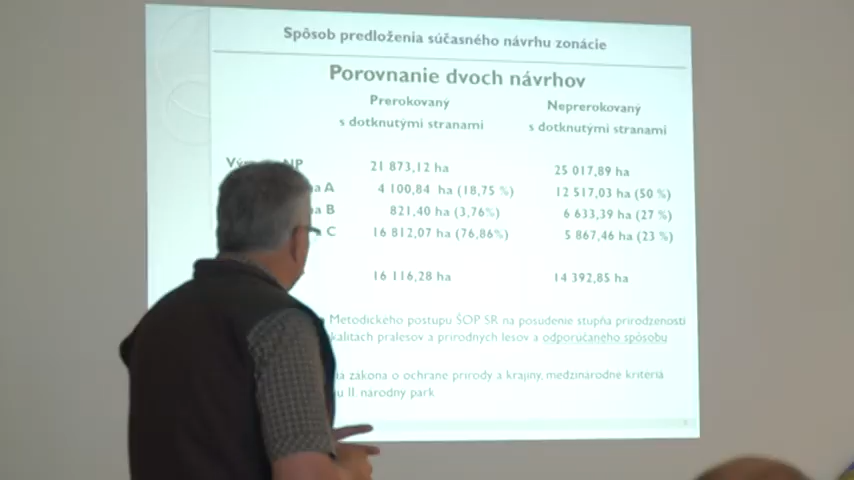 Spôsob predloženia súčasného návrhu zonácie
Porovnanie dvoch návrhov
Prerokovaný Neprerokovaný
s dotknutými stranami s dotknutými stranami
NP 21 873,12 ha 25 017,89 ha
A 4 100,84 ha (18,75 %) 12 517,03 ha (50 %)
B 821,40 ha (3,76%) 6 633,39 ha (27 %)
C 16 812,07 ha (76,86%) 5 867,46 ha (23 %)
16 116,28 ha 14 392,85 ha
Metodického postupu ŠOP SR na posúdenie stupňa prirodzenosti
pralesov a prírodných lesov a odporúčaného spôsobu
zákona o ochrane prírody a krajiny, medzinárodné kritériá
II. národný park